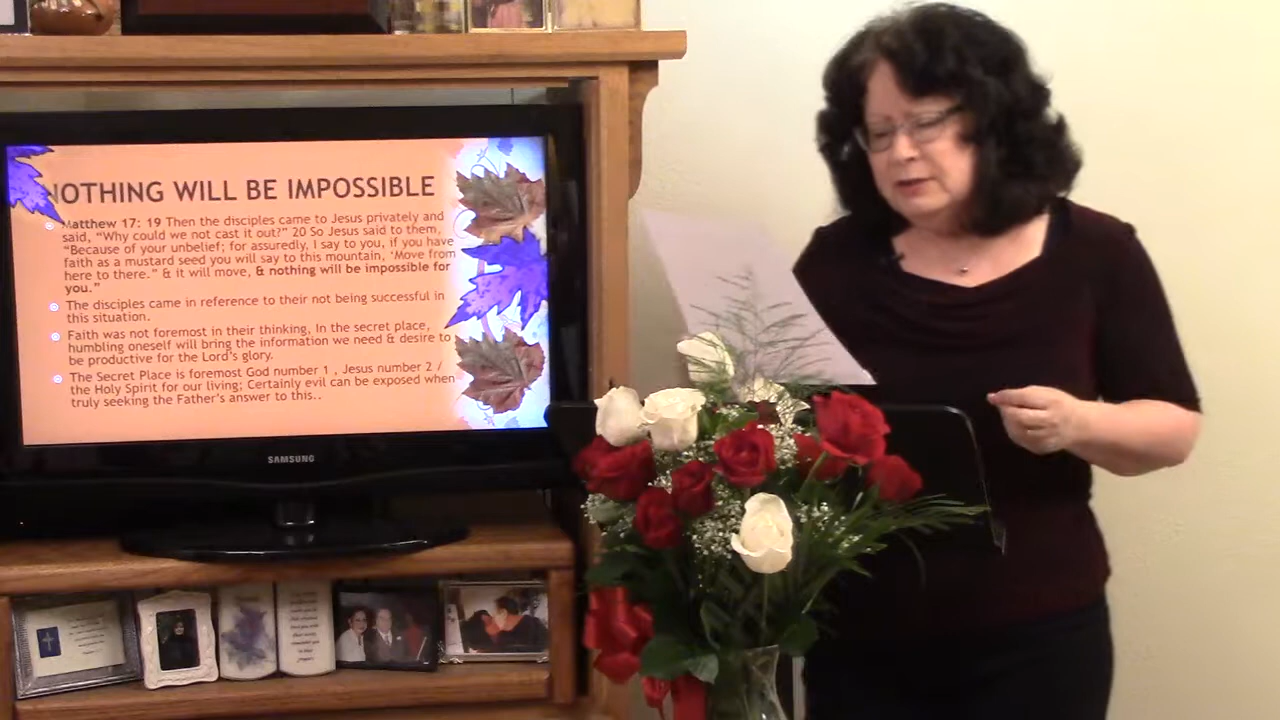 NOTHING WILL BE IMPOSSIBLE
Matthew 17: 19 Then the disciples came to Jesus privately and
said, “Why could we not cast it out?” 20 So Jesus said to them,
“Because of your unbelief; for assuredly, I say to you, if you have
faith as a mustard seed you will say to this mountain, ‘Move from
here to there.” & it will move, & nothing will be impossible for
you.”
The disciples came in reference to their not being successful in
this situation.
Faith was not foremost in their thinking, In the secret place,
humbling oneself will bring the information we need & desire to
be productive for the Lord’s glory.
The Secret Place is foremost God number 1 , Jesus number 2 /
the Holy Spirit for our living; Certainly evil can be exposed when
truly seeking the Father’s answer to this..
SAMSUNG